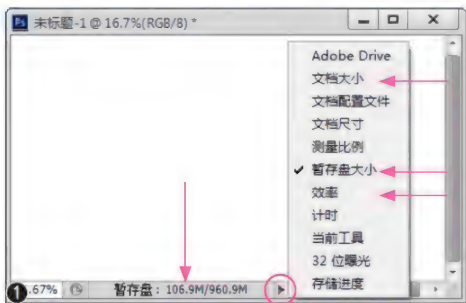 Ps 未标题-1 @ 16.7%(RGB/8) *
Adobe Drive
文档大小
文档配置文件
文档尺寸
测量比例
✓ 暂存盘大小
效率
计时
当前工具
32 位曝光
存储进度
1 .67% 暂存盘：106.9M/960.9M